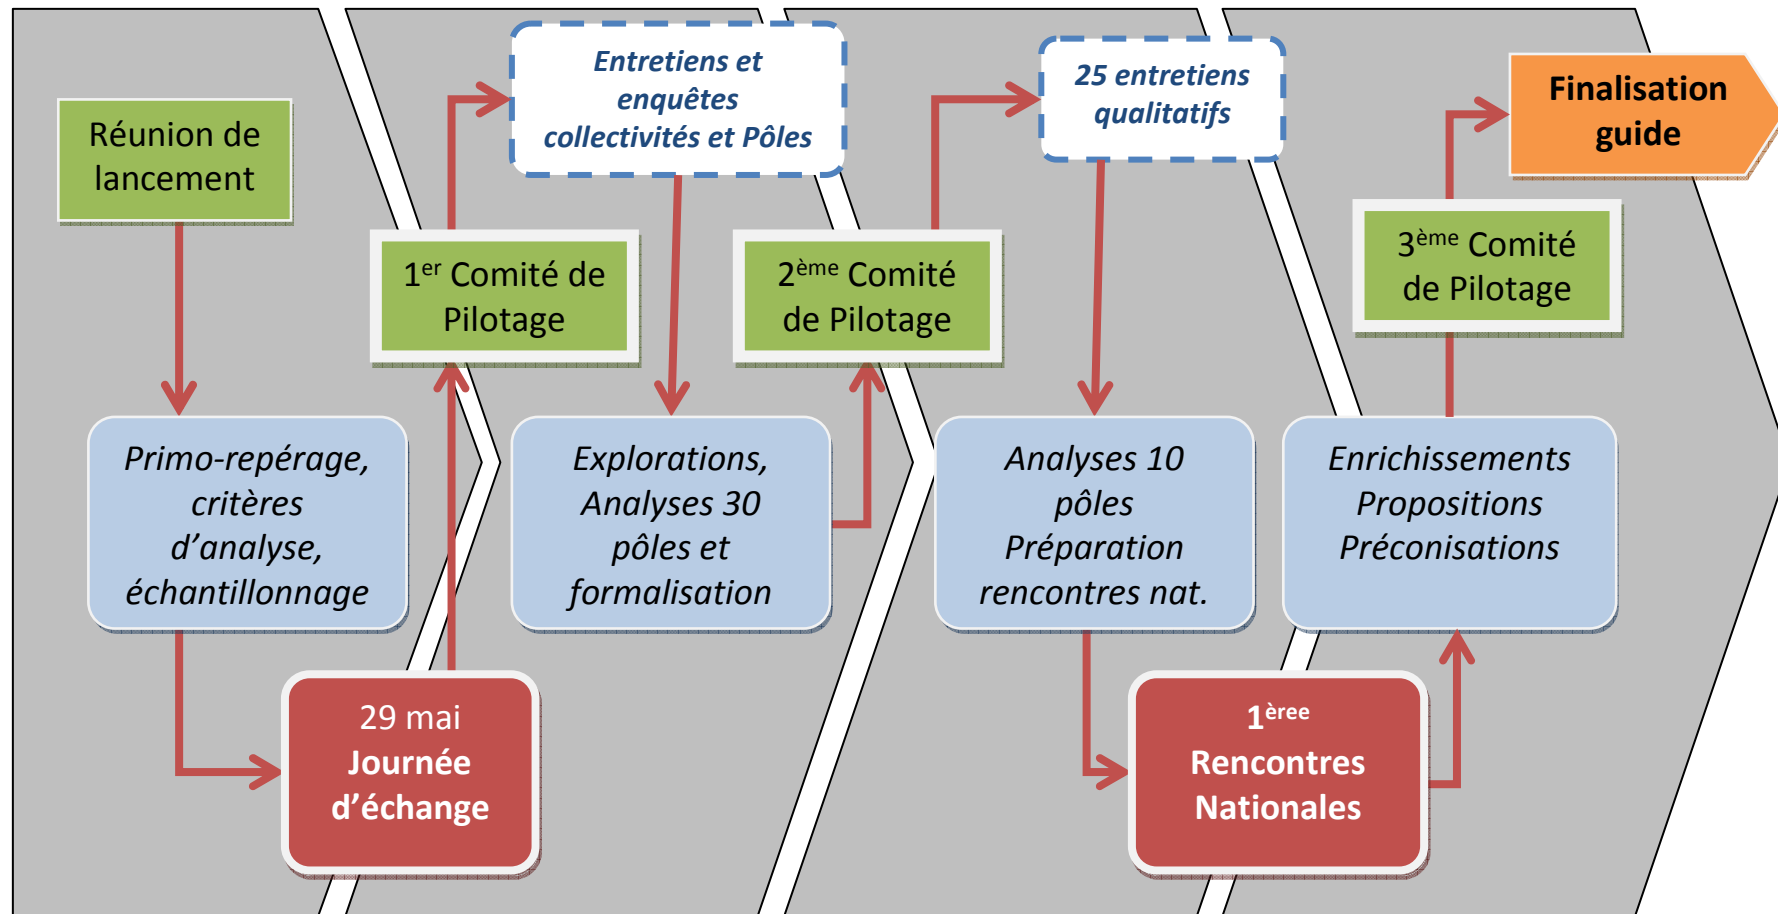 Réunion de
lancement
Primo-repérage,
critères
d’analyse,
échantillonnage
29 mai
Journée
d’échange
1er Comité de
Pilotage
Entretiens et
enquêtes
collectivités et Pôles
Explorations,
Analyses 30
pôles et
formalisation
2ème Comité
de Pilotage
25 entretiens
qualitatifs
Analyses 10
pôles
Préparation
rencontres nat.
1èree
Rencontres
Nationales
Enrichissements
Propositions
Préconisations
3ème Comité
de Pilotage
Finalisation
guide